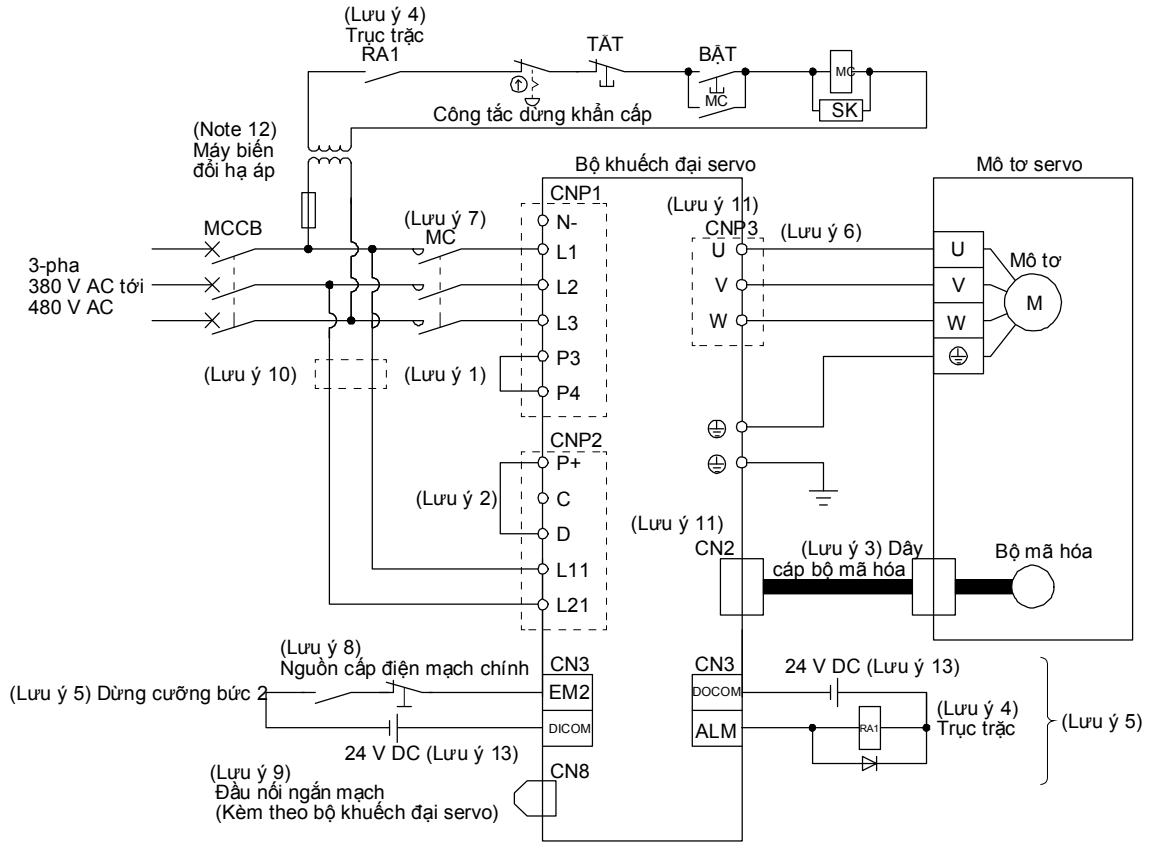 (Lưu ý 4)
Trục trặc
RA1
TẮT
BẬT
MC
MC
SK
Công tắc dừng khẩn cấp
(Note 12)
Máy biến
đổi hạ áp
Bộ khuếch đại servo
Mô tơ servo
CNP1
N-
L1
L2
L3
P3
P4
MCCB
(Lưu ý 7)
MC
3-pha
380 V AC tới
480 V AC
(Lưu ý 10)
(Lưu ý 1)
(Lưu ý 11)
CNP3
U
V
W
(Lưu ý 6)
U
V
W
Mô tơ
M
CNP2
P+
C
D
L11
L21
(Lưu ý 2)
(Lưu ý 11)
CN2
(Lưu ý 3) Dây
cáp bộ mã hóa
Bộ mã hóa
(Lưu ý 8)
Nguồn cấp điện mạch chính
(Lưu ý 5) Dừng cưỡng bức 2
CN3
EM2
DICOM
24 V DC (Lưu ý 13)
CN3
DOCOM
ALM
24 V DC (Lưu ý 13)
RA1
(Lưu ý 4)
Trục trặc
(Lưu ý 5)
(Lưu ý 9)
Đầu nối ngắn mạch
(Kèm theo bộ khuếch đại servo)
CN8